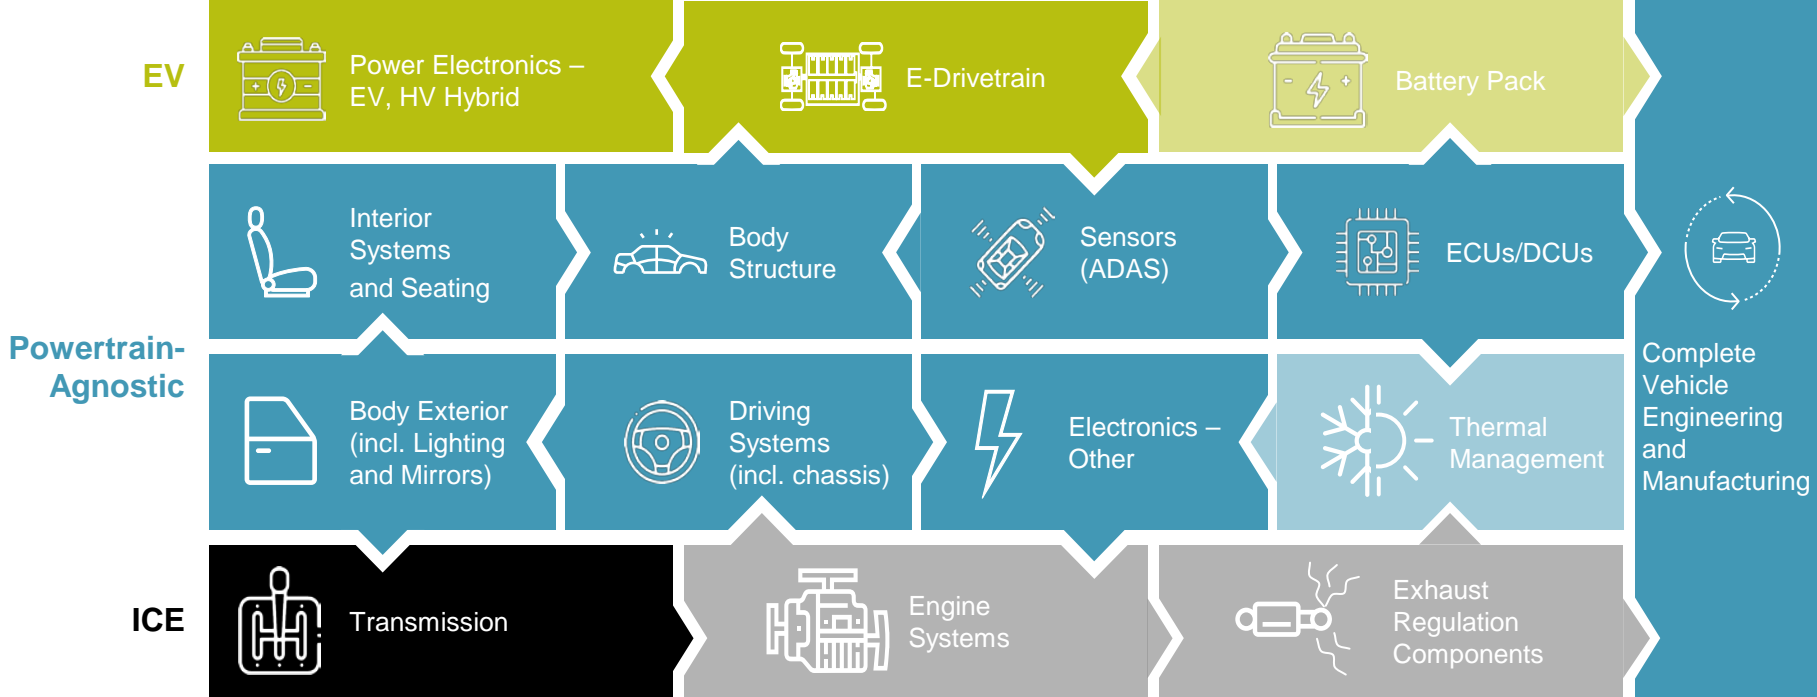 EV
Power Electronics –
EV, HV Hybrid
E-Drivetrain
Battery Pack
Powertrain-
Agnostic
Interior
Systems
and Seating
Body
Structure
Sensors
(ADAS)
ECUs/DCUs
Body Exterior
(incl. Lighting
and Mirrors)
Driving
Systems
(incl. chassis)
Electronics –
Other
Thermal
Management
Complete
Vehicle
Engineering
and
Manufacturing
ICE
Transmission
Engine
Systems
Exhaust
Regulation
Components